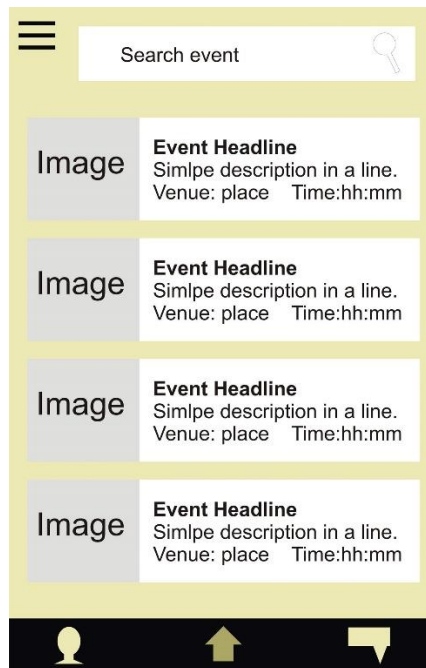 Search event
Image
Event Headline
Simlpe description in a line.
Venue: place Time:hh:mm
Image
Event Headline
Simlpe description in a line.
Venue: place Time:hh:mm
Image
Event Headline
Simlpe description in a line.
Venue: place Time:hh:mm
Image
Event Headline
Simlpe description in a line.
Venue: place Time:hh:mm